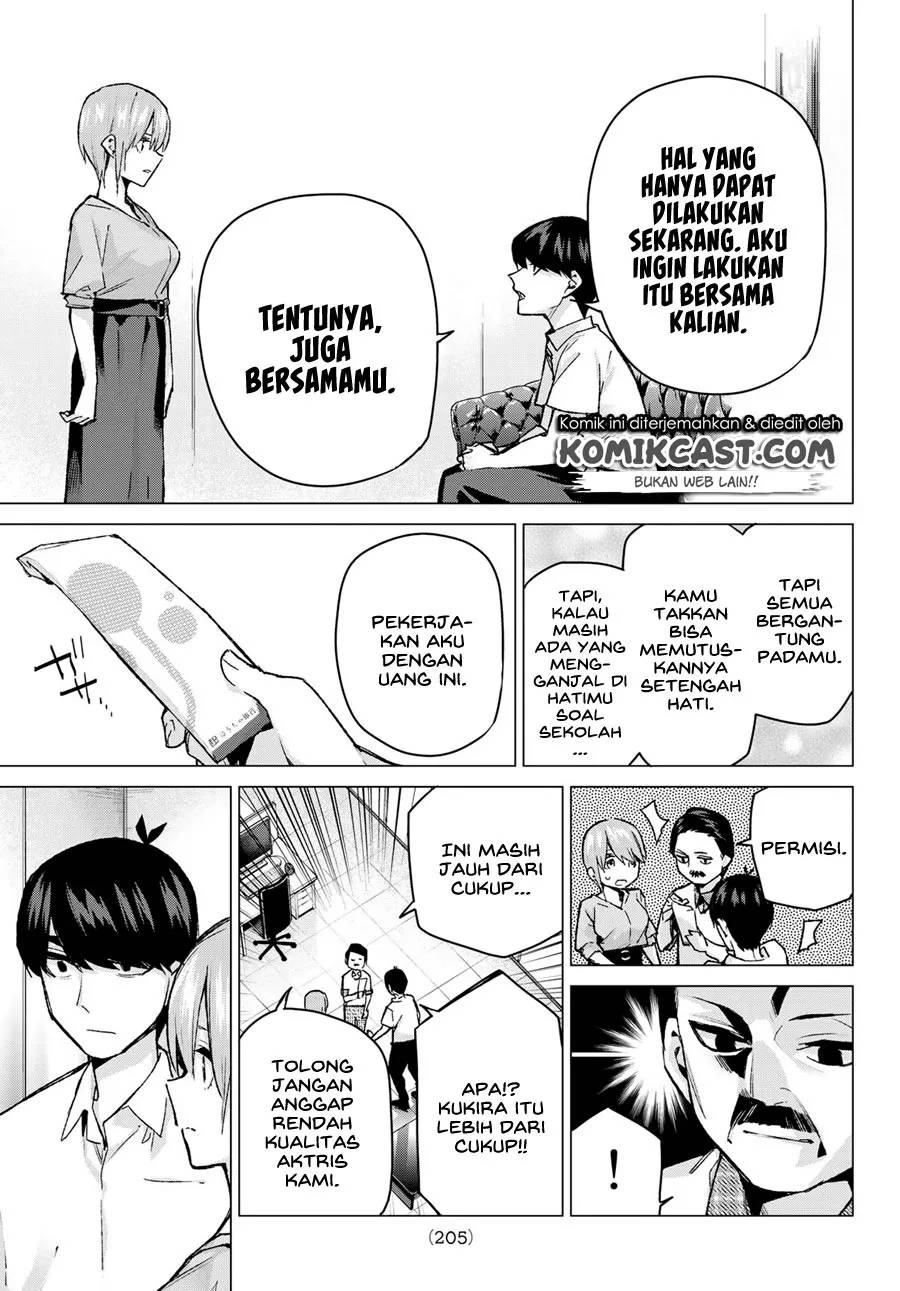 HAL YANG
HANYA DAPAT
DILAKUKAN
SEKARANG. AKU
INGIN LAKUKAN
ITU BERSAMA
KALIAN.
TENTUNYA,
JUGA
BERSAMAMU.
Komik ini diterjemahkan & diedit oleh
KOMIKCAST.COM
BUKAN WEB LAIN!!
TAPI
SEMUA
BERGAN-
TUNG
PADAMU.
KAMU
TAKKAN
BISA
MEMUTUS-
KANNYA
SETENGAH
HATI.
TAPI,
KALAU
MASIH
ADA YANG
MENG-
GANJAL DI
HATIMU
SOAL
SEKOLAH
...
PEKERJA-
KAN AKU
DENGAN
UANG INI.
PERMISI.
!
INI MASIH
JAUH DARI
CUKUP...
APA!?
KUKIRA ITU
LEBIH DARI
CUKUP!!
TOLONG
JANGAN
ANGGAP
RENDAH
KUALITAS
AKTRIS
KAMI.
(205)